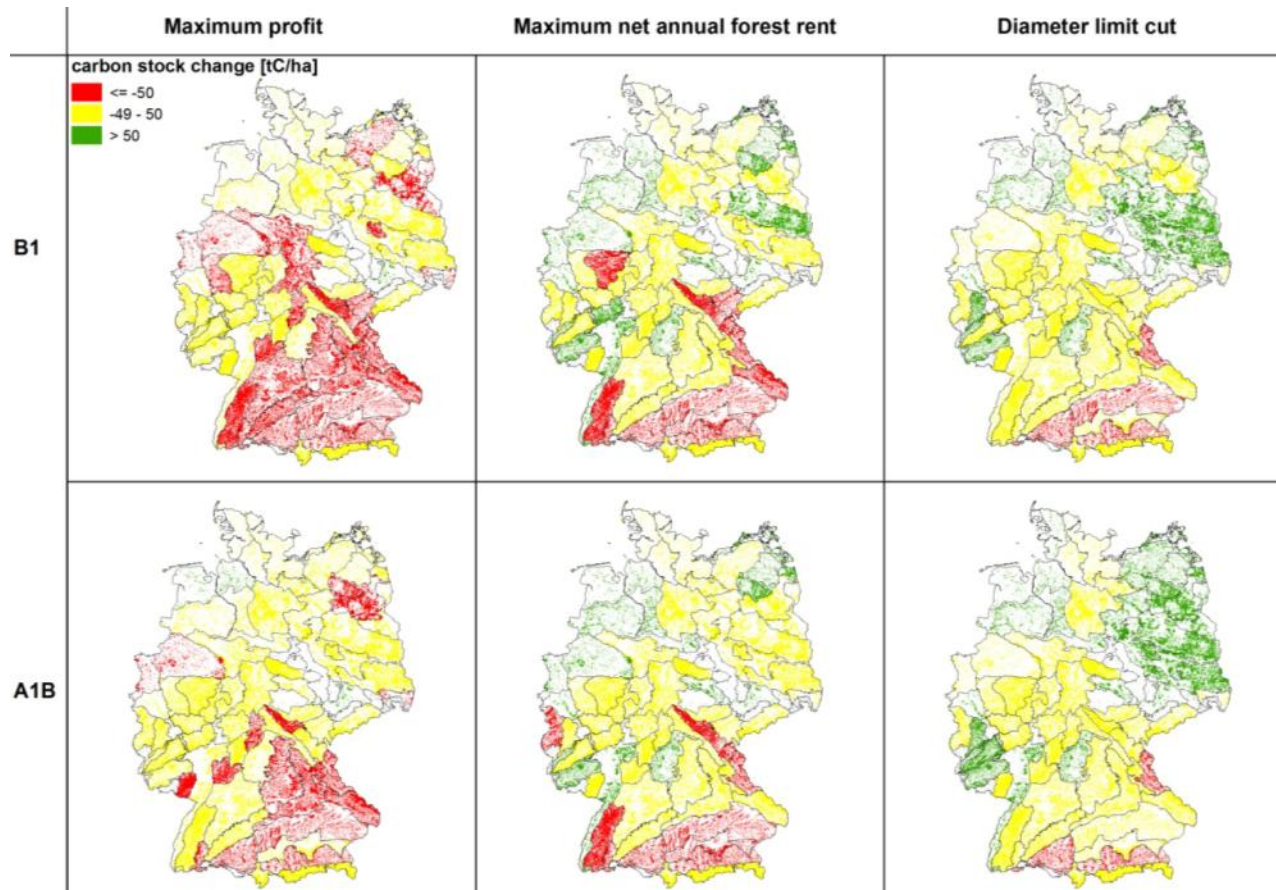 Maximum profit
Maximum net annual forest rent
Diameter limit cut
B1
carbon stock change [tC/ha]
<= -50
-49 - 50
> 50
A1B